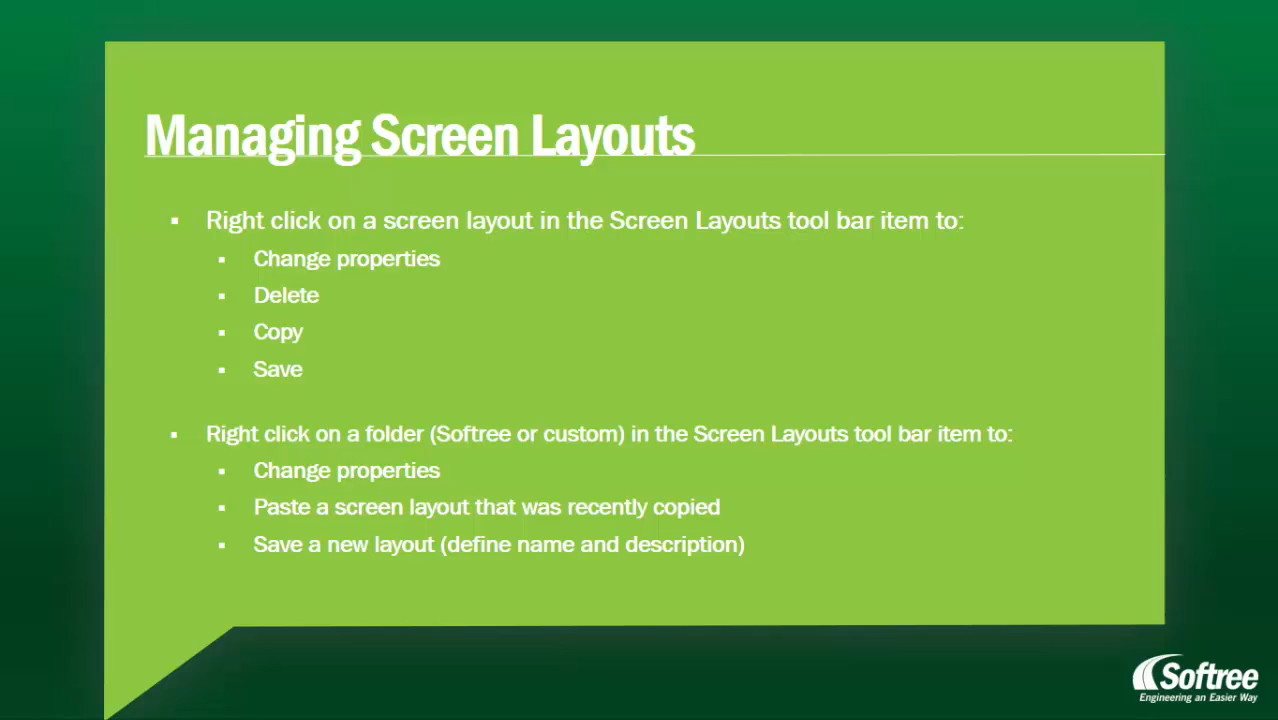 Managing Screen Layouts
▪ Right click on a screen layout in the Screen Layouts tool bar item to:
▪ Change properties
▪ Delete
▪ Copy
▪ Save
▪ Right click on a folder (Softree or custom) in the Screen Layouts tool bar item to:
▪ Change properties
▪ Paste a screen layout that was recently copied
▪ Save a new layout (define name and description)
Softree
Engineering an Easier Way